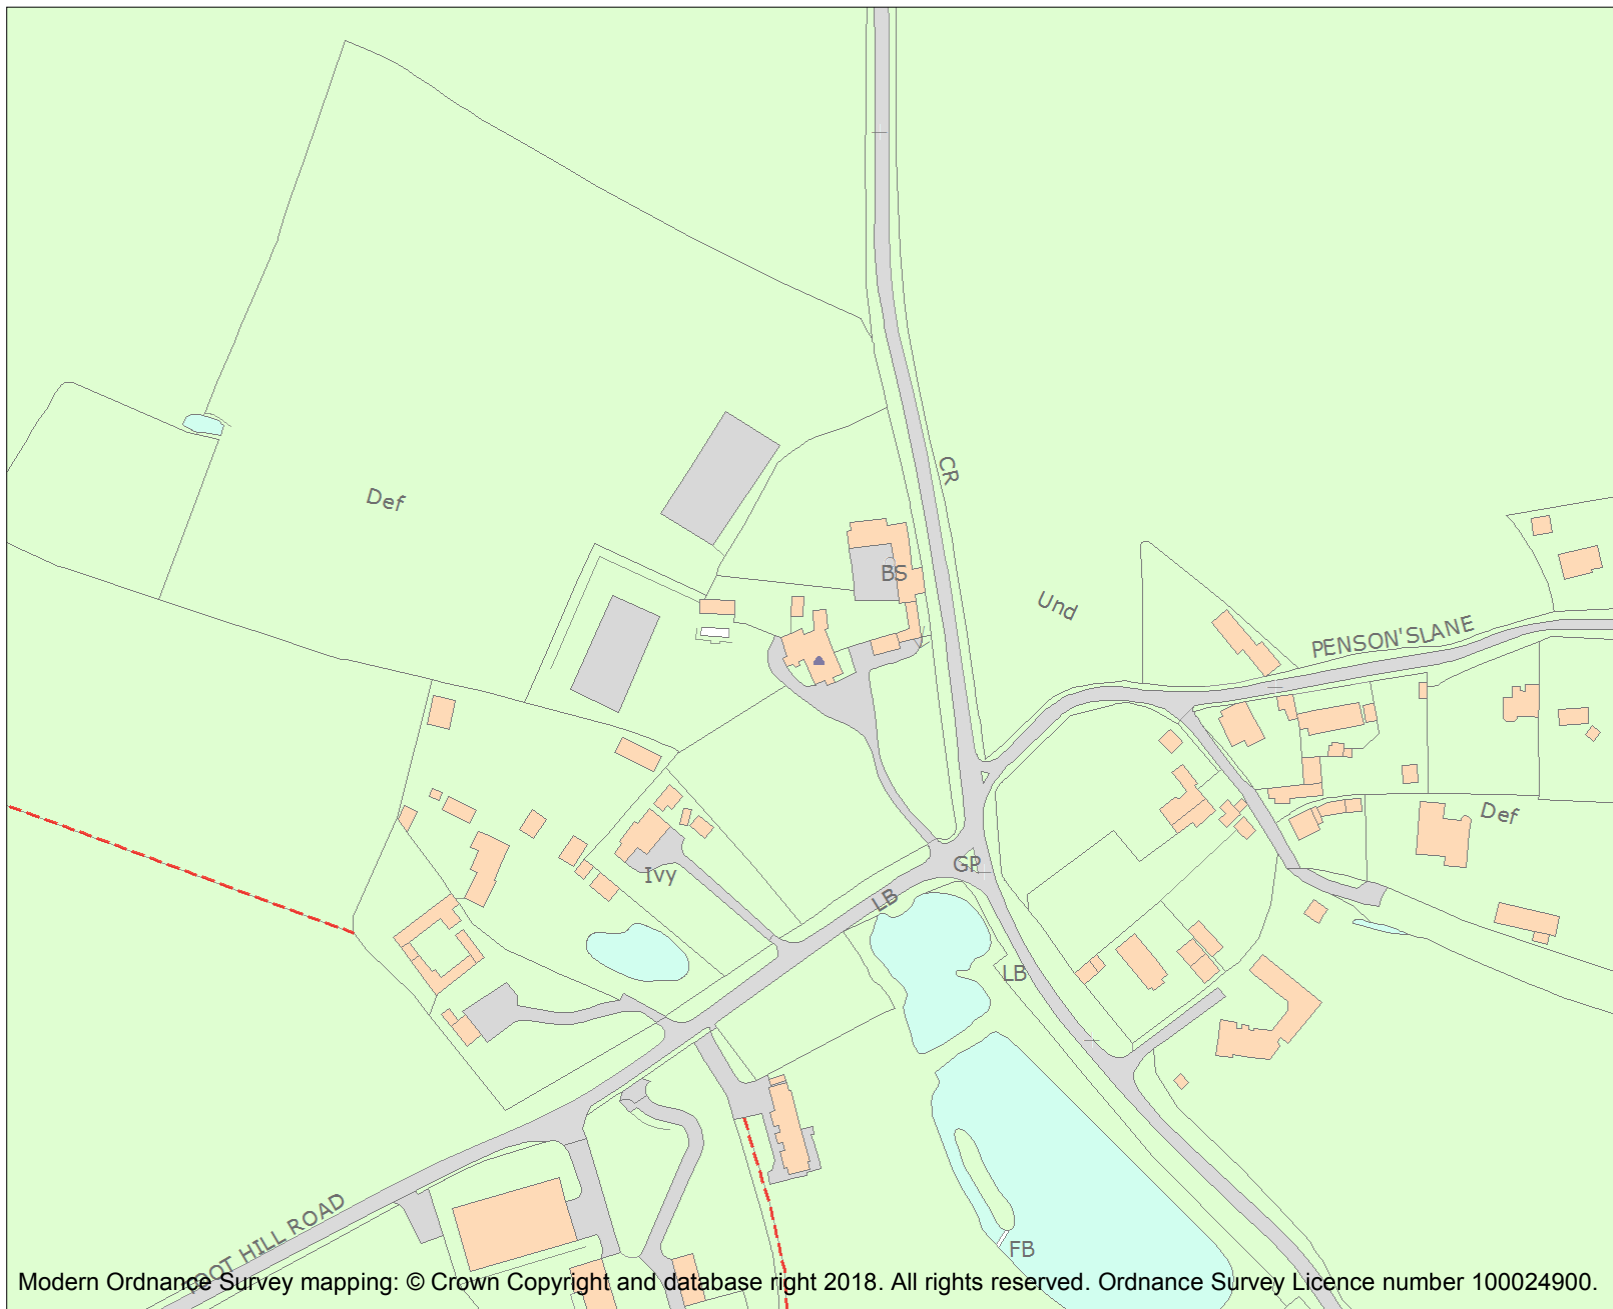 CR
Def
BS
Und
PENSON'SLANE
Def
GP
Ivy
LB
LB
HILL ROAD
FB
Modern Ordnance Survey mapping: © Crown Copyright and database right 2018. All rights reserved. Ordnance Survey Licence number 100024900.